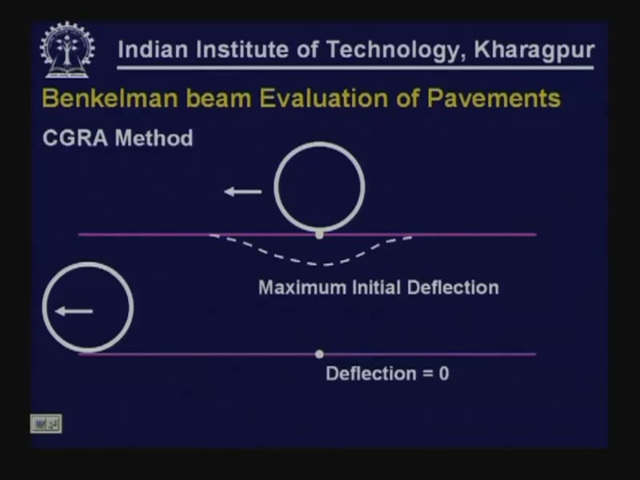 Indian Institute of Technology, Kharagpur
Benkelman beam Evaluation of Pavements
CGRA Method
Maximum Initial Deflection
Deflection = 0